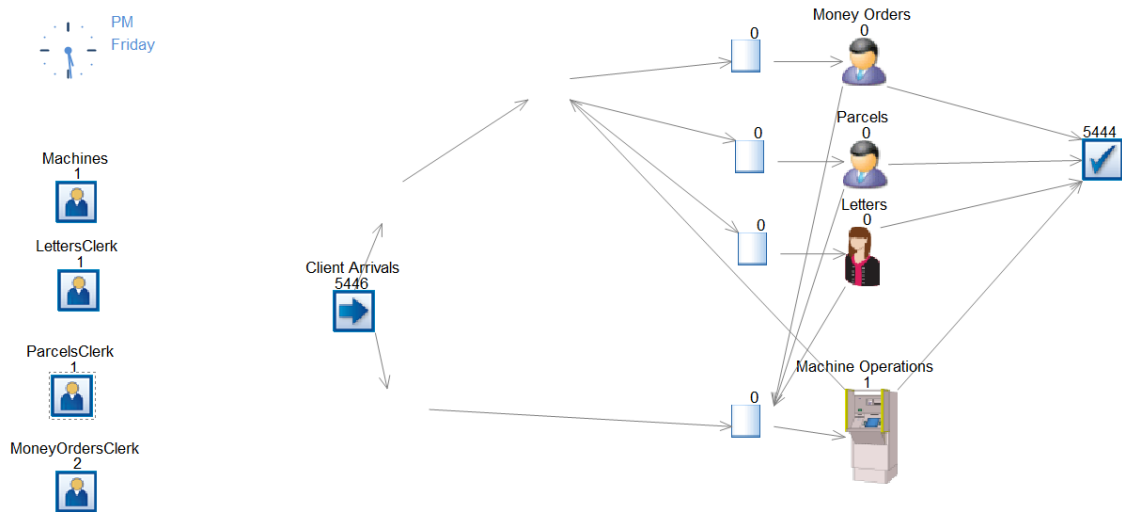 PM
Friday
Money Orders
0
0
Parcels
0
0
5444
Machines
1
Letters
0
0
LettersClerk
1
Client Arrivals
5446
ParcelsClerk
1
Machine Operations
1
0
MoneyOrdersClerk
2